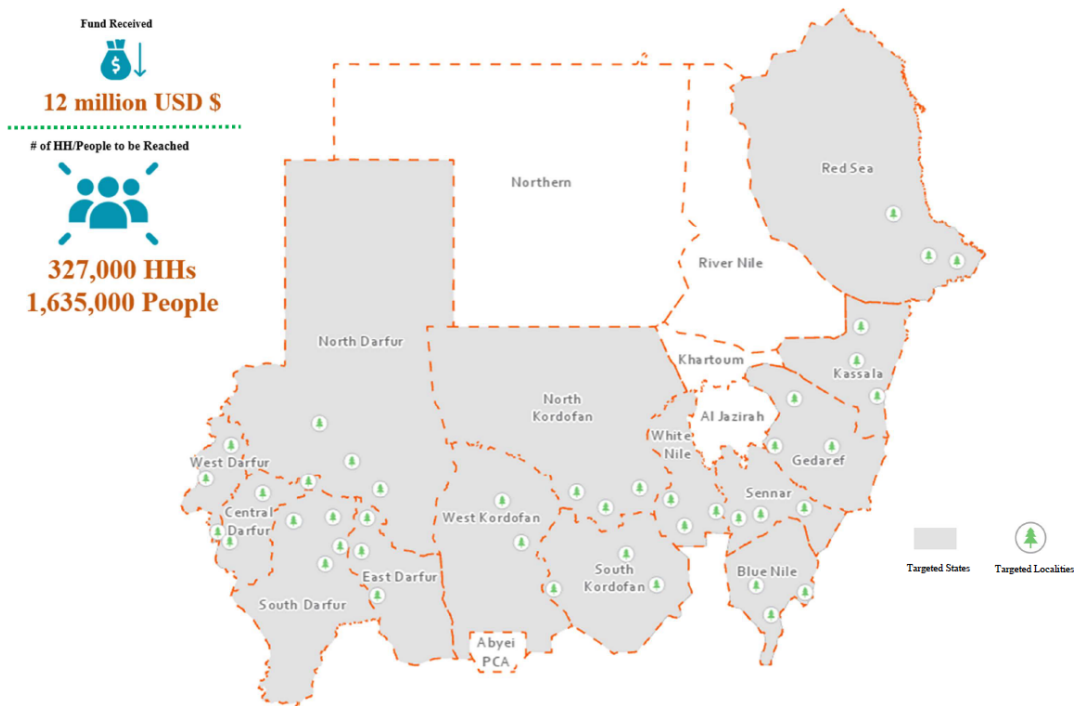 Fund Received
$
12 million USD $
# of HH/People to be Reached
327,000 HHs
1,635,000 People
Northern
Red Sea
River Nile
North Darfur
Khartoum
Kassala
North
Kordofan
Al Jazirah
White
Nile
Gedaref
West Darfur
Sennar
Central
Darfur
West Kordofan
South
Kordofan
Blue Nile
East Darfur
South Darfur
Abyei
PCA
Targeted States
Targeted Localities